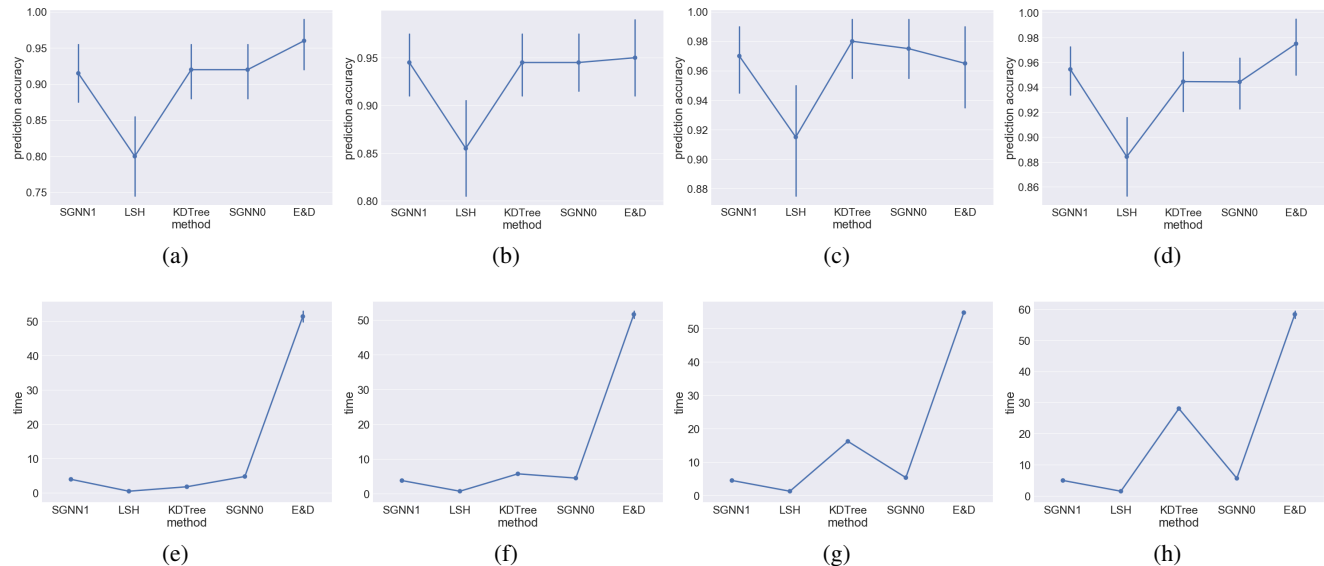 1.00
0.95
0.90
0.85
0.80
0.75
prediction accuracy
SGNN1 LSH KDTree SGNN0 E&D
method
(a)
0.95
0.90
0.85
0.80
prediction accuracy
SGNN1 LSH KDTree SGNN0 E&D
method
(b)
1.00
0.98
0.96
0.94
0.92
0.90
0.88
prediction accuracy
SGNN1 LSH KDTree SGNN0 E&D
method
(c)
1.00
0.98
0.96
0.94
0.92
0.90
0.88
0.86
prediction accuracy
SGNN1 LSH KDTree SGNN0 E&D
method
(d)
50
40
30
20
10
0
time
SGNN1 LSH KDTree SGNN0 E&D
method
(e)
50
40
30
20
10
0
time
SGNN1 LSH KDTree SGNN0 E&D
method
(f)
50
40
30
20
10
0
time
SGNN1 LSH KDTree SGNN0 E&D
method
(g)
60
50
40
30
20
10
0
time
SGNN1 LSH KDTree SGNN0 E&D
method
(h)